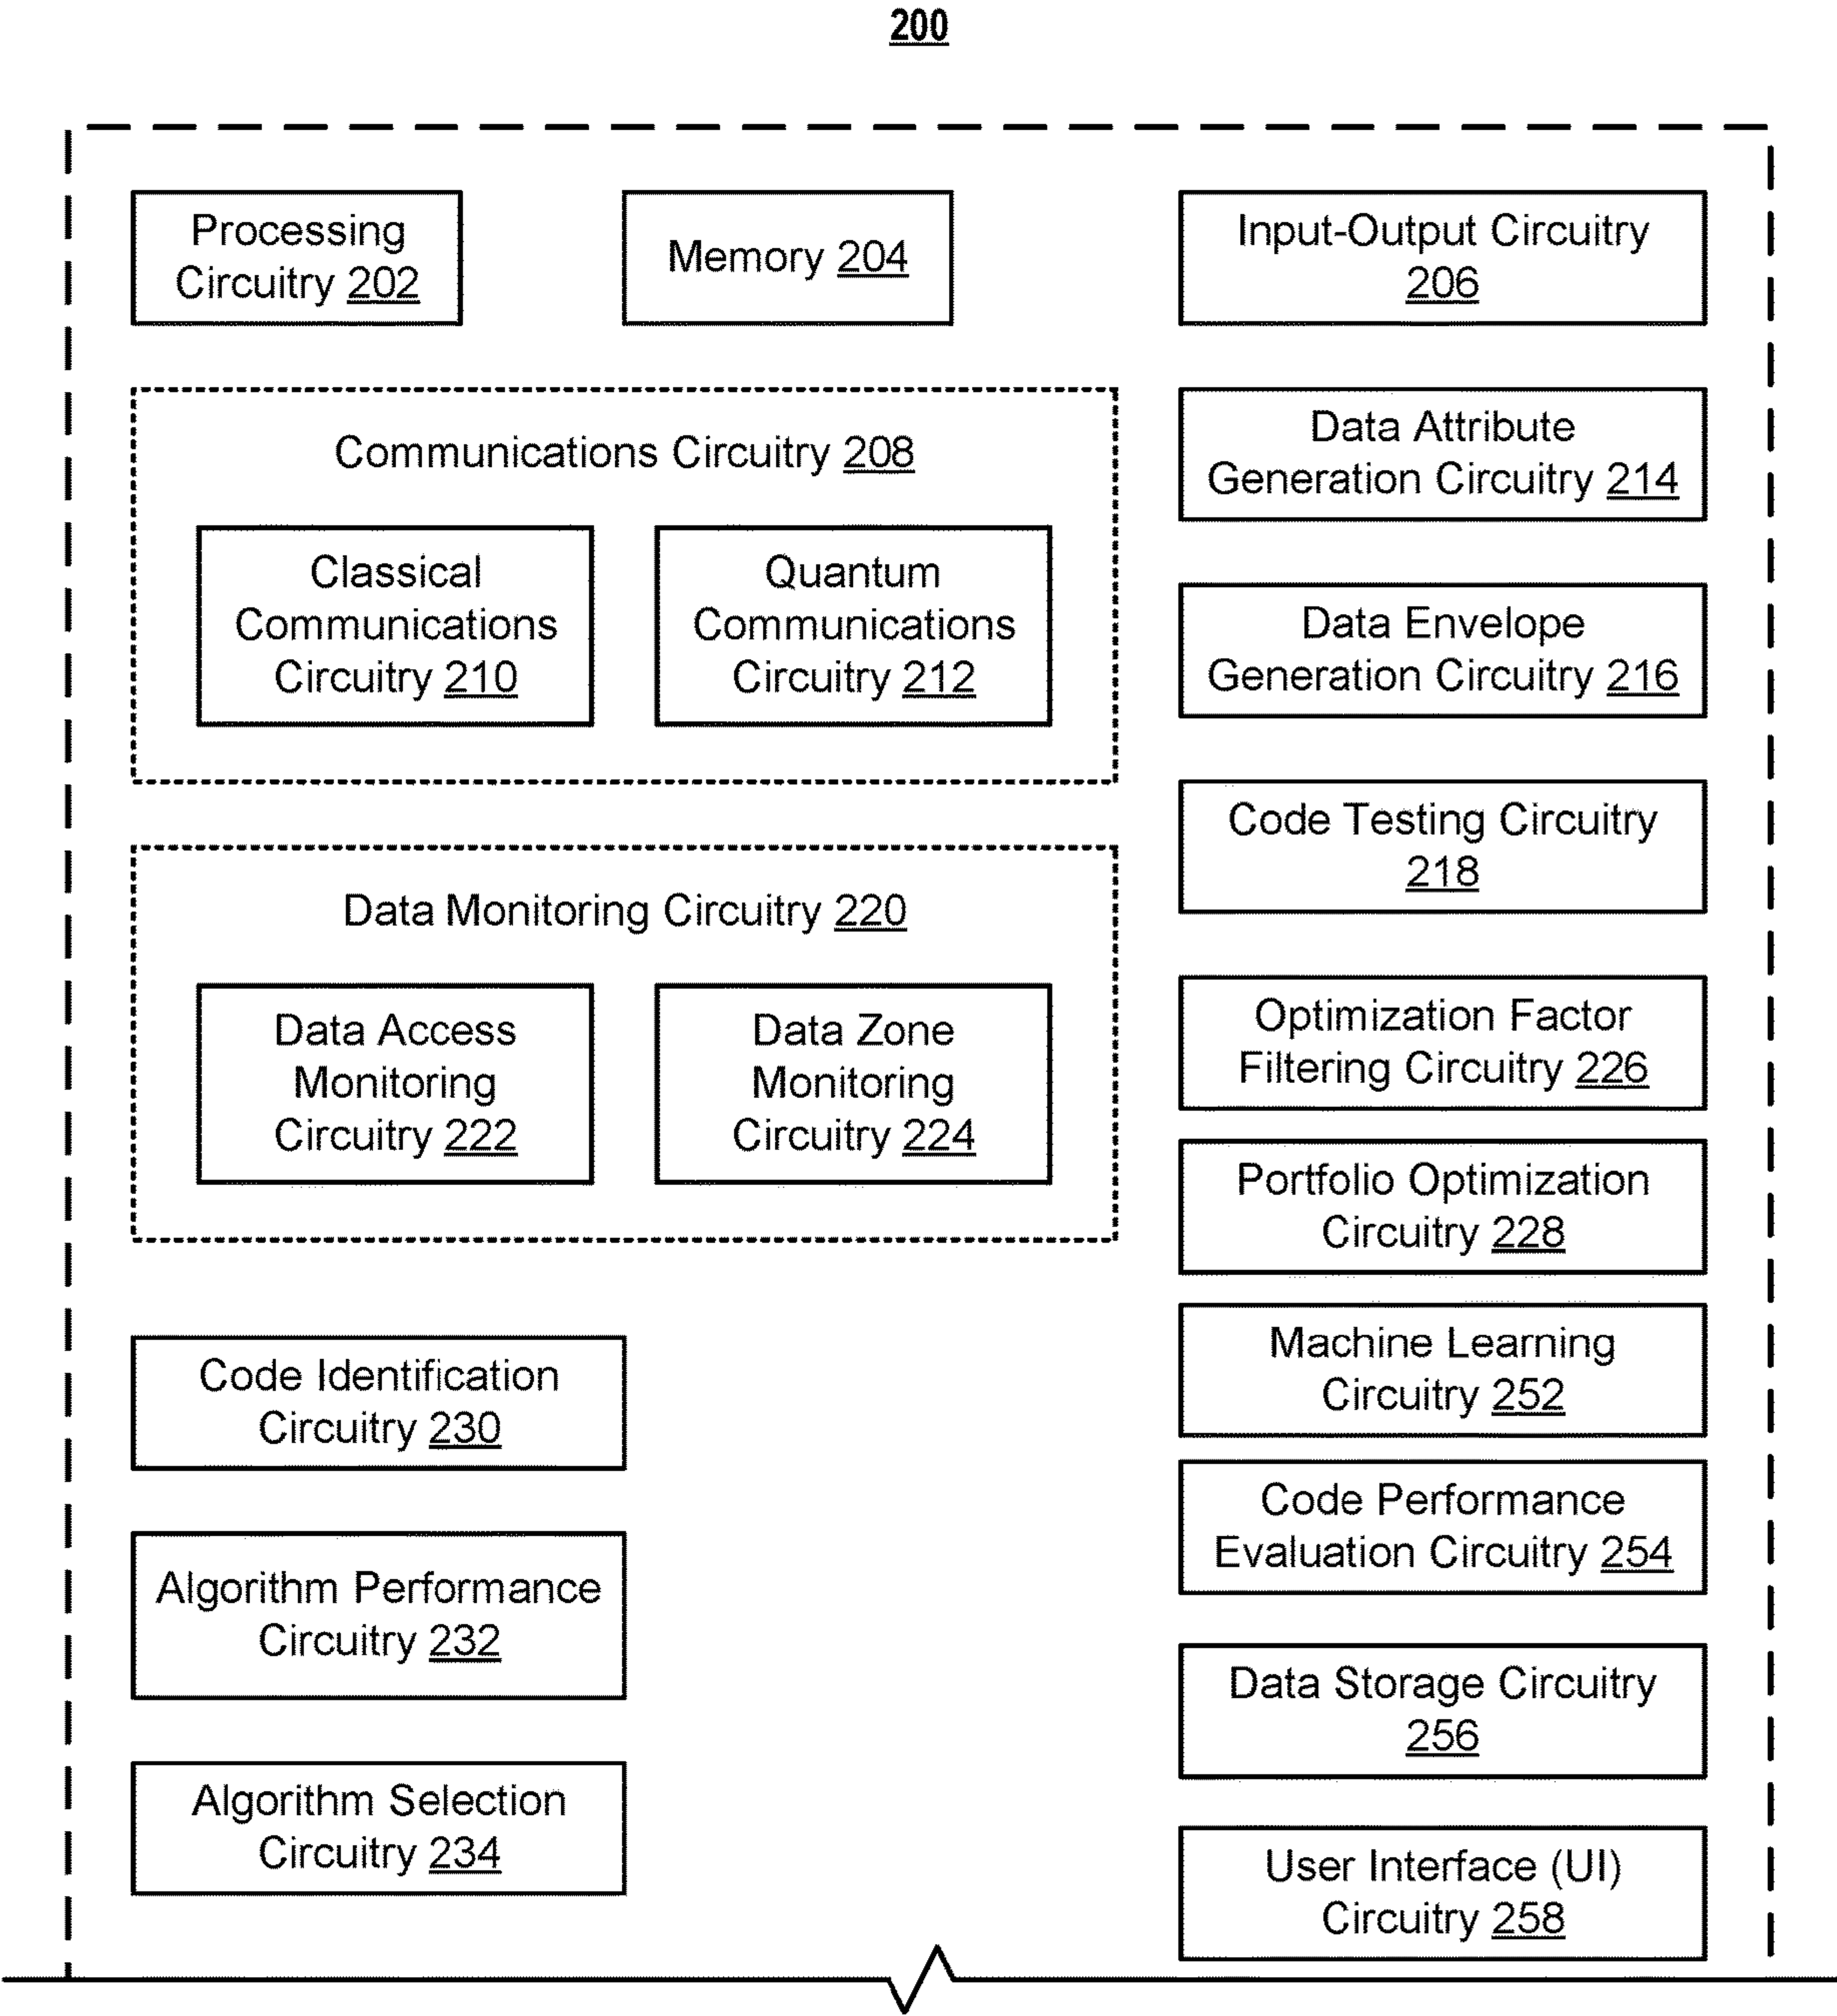 200
Processing
Circuitry 202
Memory 204
Input-Output Circuitry
206
Communications Circuitry 208
Classical
Communications
Circuitry 210
Quantum
Communications
Circuitry 212
Data Attribute
Generation Circuitry 214
Data Envelope
Generation Circuitry 216
Code Testing Circuitry
218
Data Monitoring Circuitry 220
Data Access
Monitoring
Circuitry 222
Data Zone
Monitoring
Circuitry 224
Optimization Factor
Filtering Circuitry 226
Portfolio Optimization
Circuitry 228
Machine Learning
Circuitry 252
Code Identification
Circuitry 230
Code Performance
Evaluation Circuitry 254
Algorithm Performance
Circuitry 232
Data Storage Circuitry
256
Algorithm Selection
Circuitry 234
User Interface (UI)
Circuitry 258